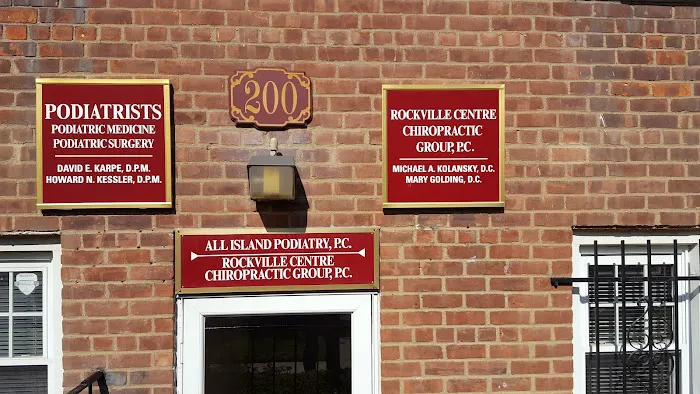 PODIATRISTS
PODIATRIC MEDICINE
PODIATRIC SURGERY
DAVID E. KARPE, D.P.M.
HOWARD N. KESSLER, D.P.M.
200
ROCKVILLE CENTRE
CHIROPRACTIC
GROUP, P.C.
MICHAEL A. KOLANSKY, D.C.
MARY GOLDING, D.C.
ALL ISLAND PODIATRY, P.C.
ROCKVILLE CENTRE
CHIROPRACTIC GROUP, P.C.